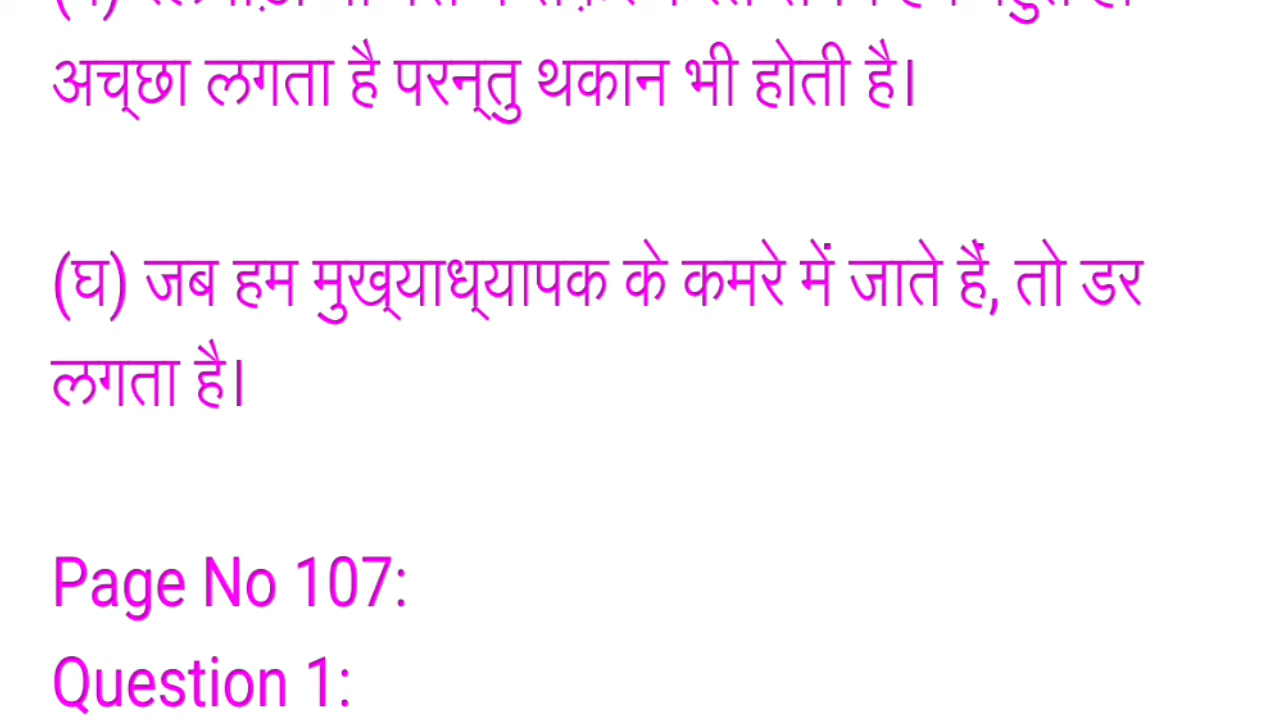 अच्छा लगता है परन्तु थकान भी होती है।
(घ) जब हम मुख्याध्यापक के कमरे में जाते हैं, तो डर
लगता है।
Page No 107:
Question 1: